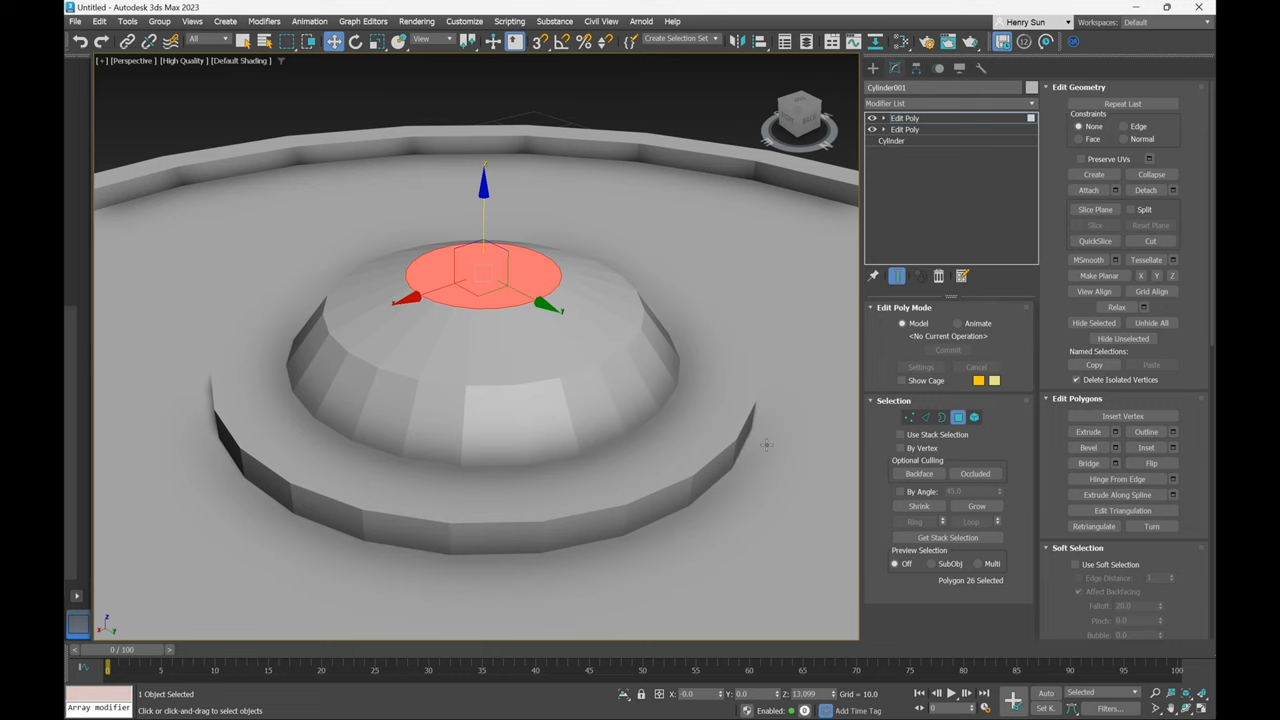 Untitled - Autodesk 3ds Max 2023
File Edit Tools Group Views Create Modifiers Animation Graph Editors Rendering Customize Scripting Substance Civil View Arnold Help
Henry Sun Workspaces: Default
All View Create Selection Set
[+] [Perspective] [High Quality] [Default Shading]
Cylinder001
Modifier List
Edit Poly
Edit Poly
Cylinder
Edit Poly Mode
Model Animate
<No Current Operation>
Commit
Settings Cancel
Show Cage
Selection
Use Stack Selection
By Vertex
Optional Culling
Backface Occluded
By Angle: 45.0
Shrink Grow
Ring Loop
Get Stack Selection
Preview Selection
Off SubObj Multi
Polygon 26 Selected
Edit Geometry
Repeat Last
Constraints
None Edge
Face Normal
Preserve UVs
Create Collapse
Attach Detach
Slice Plane Split
Slice Reset Plane
QuickSlice Cut
MSmooth Tessellate
Make Planar X Y Z
View Align Grid Align
Relax
Hide Selected Unhide All
Hide Unselected
Named Selections:
Copy Paste
Delete Isolated Vertices
Edit Polygons
Insert Vertex
Extrude Outline
Bevel Inset
Bridge Flip
Hinge From Edge
Extrude Along Spline
Edit Triangulation
Retriangulate Turn
Soft Selection
Use Soft Selection
Edge Distance: 1
Affect Backfacing
Falloff: 20.0
Pinch: 0.0
Bubble: 0.0
z
x
y
z
x
y
0 / 100
0 5 10 15 20 25 30 35 40 45 50 55 60 65 70 75 80 85 90 95 100
1 Object Selected
X: -0.0 Y: 0.0 Z: 13.099 Grid = 10.0
Auto Selected
Array modifier
Click or click-and-drag to select objects
Enabled: 0 Add Time Tag
0
Set K. Filters...